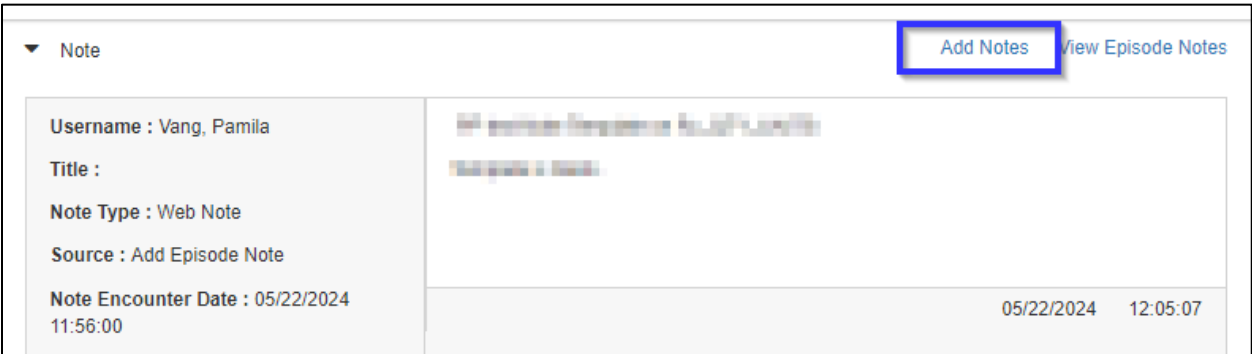 Note
Add Notes
View Episode Notes
Username : Vang, Pamila
Title :
Note Type : Web Note
Source : Add Episode Note
Note Encounter Date : 05/22/2024
11:56:00
05/22/2024 12:05:07